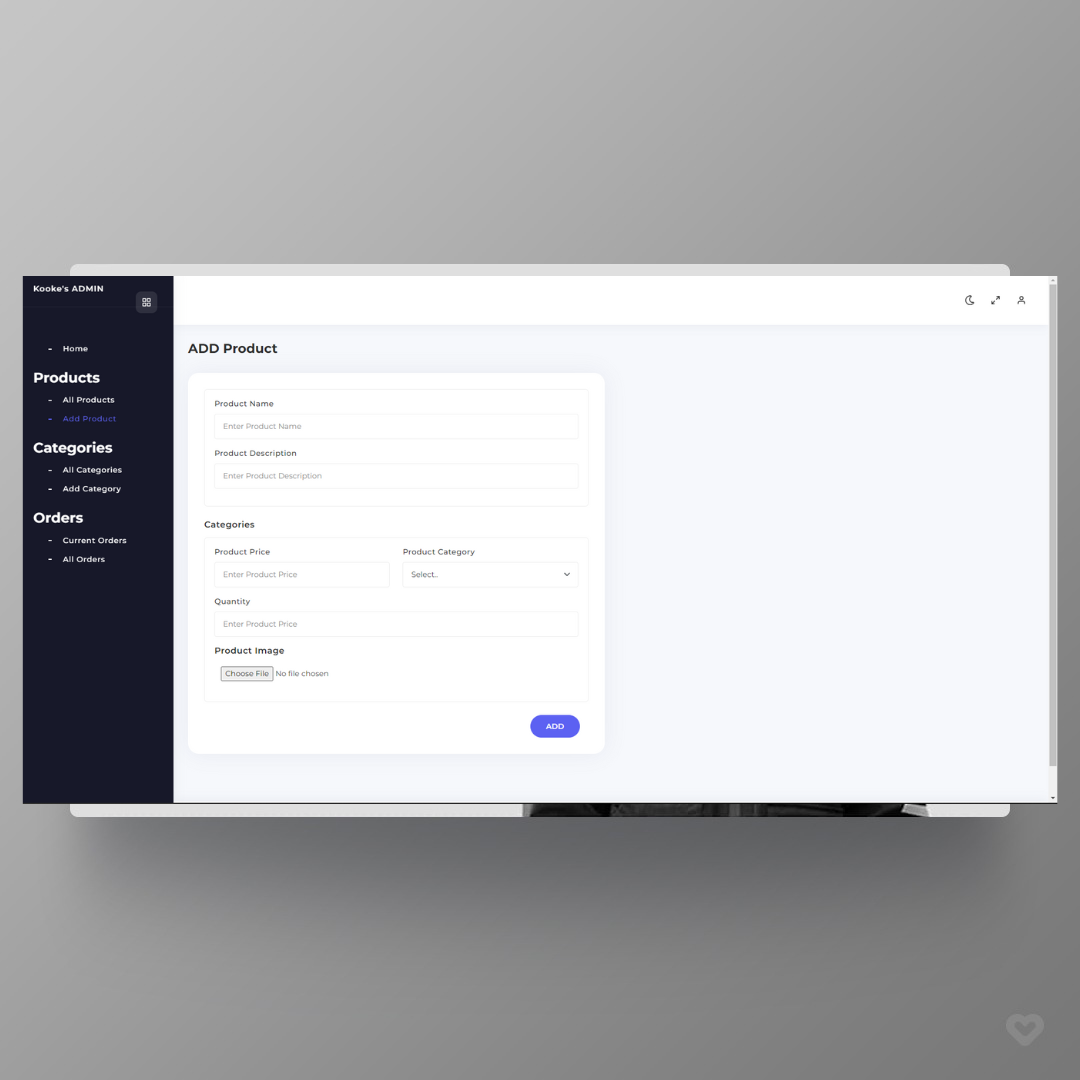 Kooke's ADMIN
- Home
Products
- All Products
- Add Product
Categories
- All Categories
- Add Category
Orders
- Current Orders
- All Orders
ADD Product
Product Name
Enter Product Name
Product Description
Enter Product Description
Categories
Product Price Product Category
Enter Product Price Select..
Quantity
Enter Product Price
Product Image
Choose File No file chosen
ADD